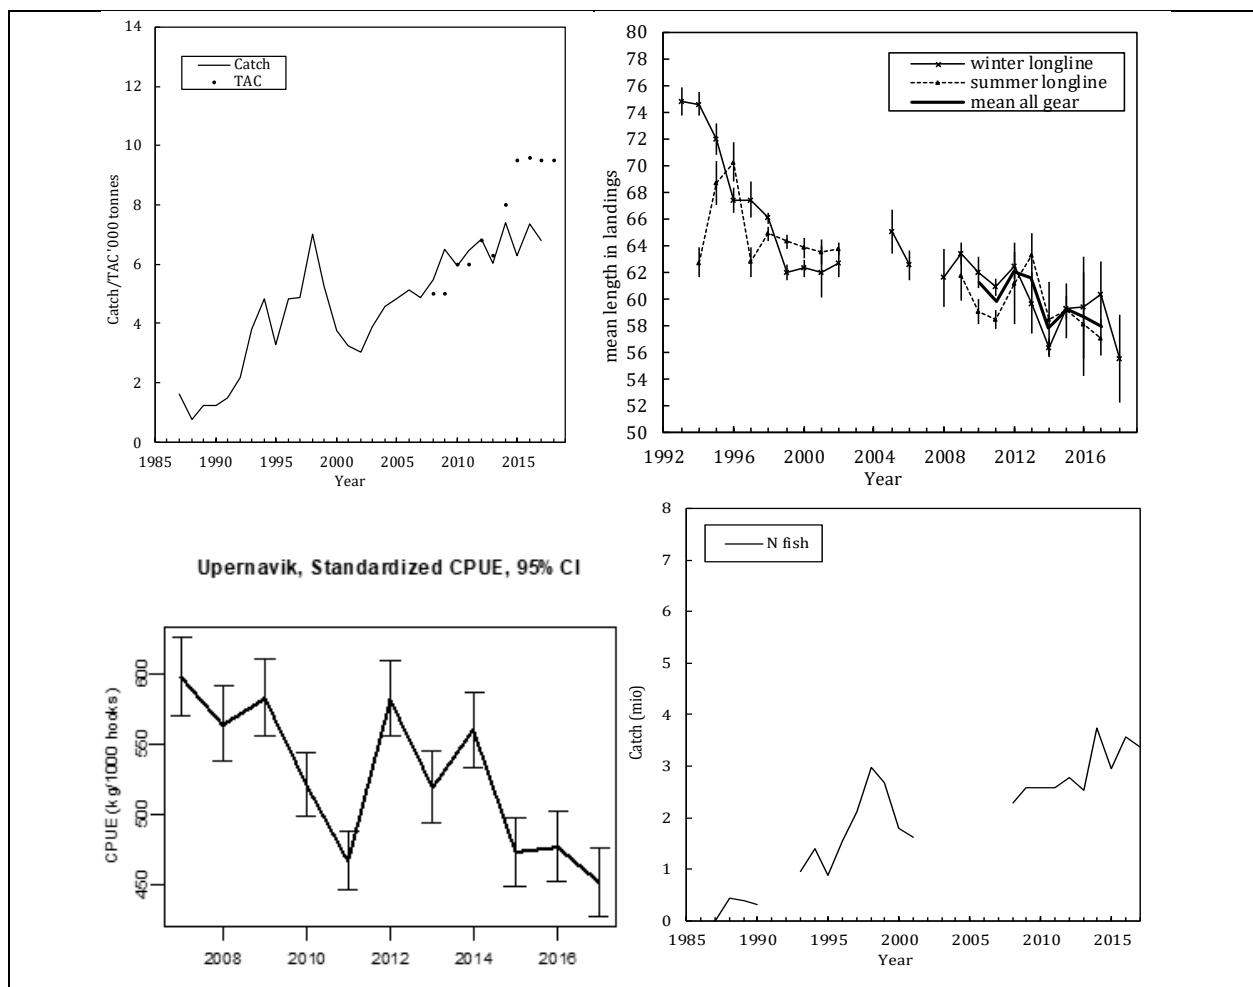 14
12
10
8
6
4
2
0
Catch/TAC '000 tonnes
Catch
TAC
1985 1990 1995 2000 2005 2010 2015
Year
80
78
76
74
72
70
68
66
64
62
60
58
56
54
52
50
mean length in landings
winter longline
summer longline
mean all gear
1992 1996 2000 2004 2008 2012 2016
Year
Upernavik, Standardized CPUE, 95% CI
CPUE (kg/1000 hooks)
600
550
500
450
2008 2010 2012 2014 2016
8
7
6
5
4
3
2
1
0
Catch (mio)
N fish
1985 1990 1995 2000 2005 2010 2015
Year